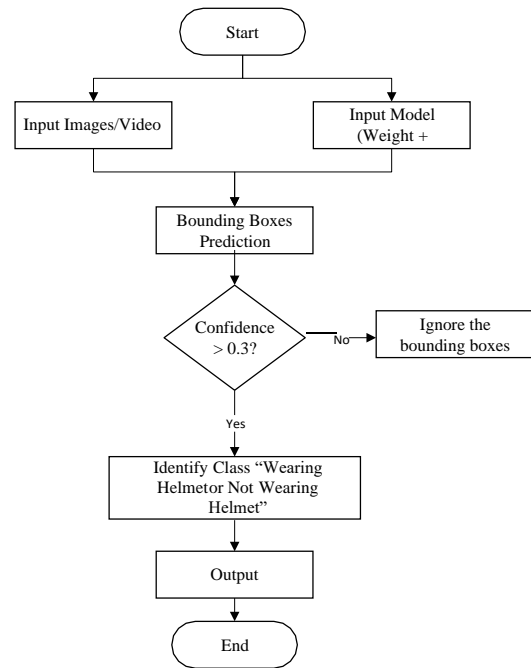 Start
Input Images/Video
Input Model
(Weight +
Bounding Boxes
Prediction
Confidence
> 0.3?
No
Ignore the
bounding boxes
Yes
Identify Class “Wearing
Helmetor Not Wearing
Helmet”
Output
End